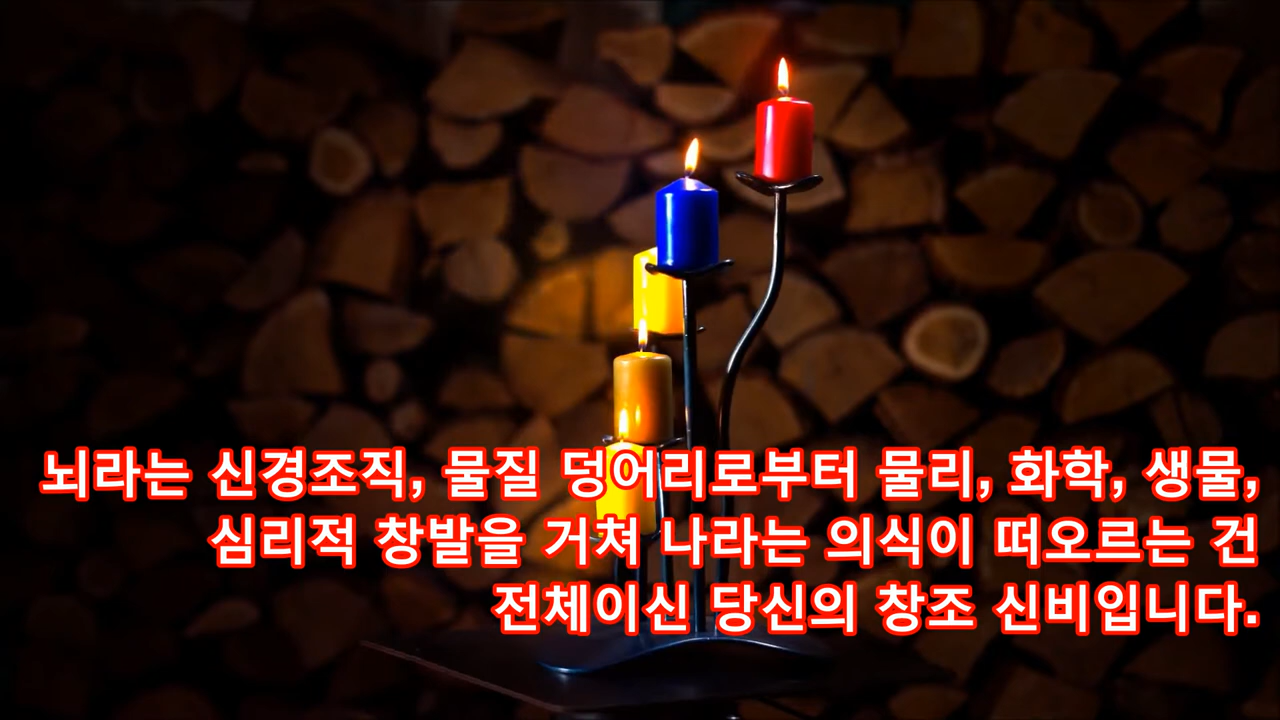 뇌라는 신경조직, 물질 덩어리로부터 물리, 화학, 생물,
심리적 창발을 거쳐 나라는 의식이 떠오르는 건
전체이신 당신의 창조 신비입니다.